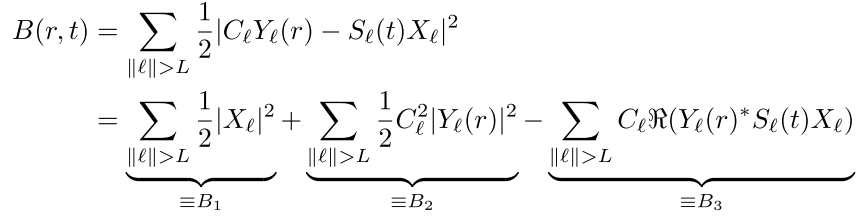 B(r, t) = \sum_{\|\ell\|>L} \frac{1}{2} |C_\ell Y_\ell(r) - S_\ell(t) X_\ell|^2
= \underbrace{\sum_{\|\ell\|>L} \frac{1}{2} |X_\ell|^2}_{\equiv B_1} + \underbrace{\sum_{\|\ell\|>L} \frac{1}{2} C_\ell^2 |Y_\ell(r)|^2}_{\equiv B_2} - \underbrace{\sum_{\|\ell\|>L} C_\ell \Re(Y_\ell(r)^* S_\ell(t) X_\ell)}_{\equiv B_3}